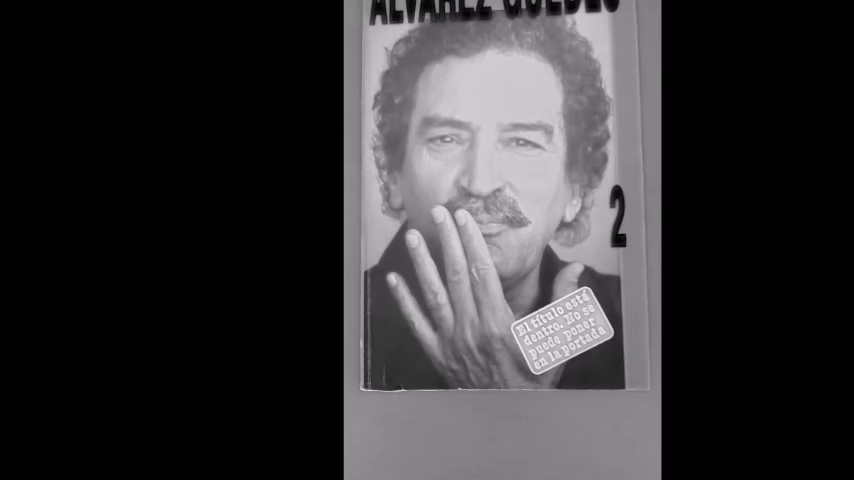 ALVAREZ GUEDES
2
El título está
dentro. No se
puede poner
en la portada